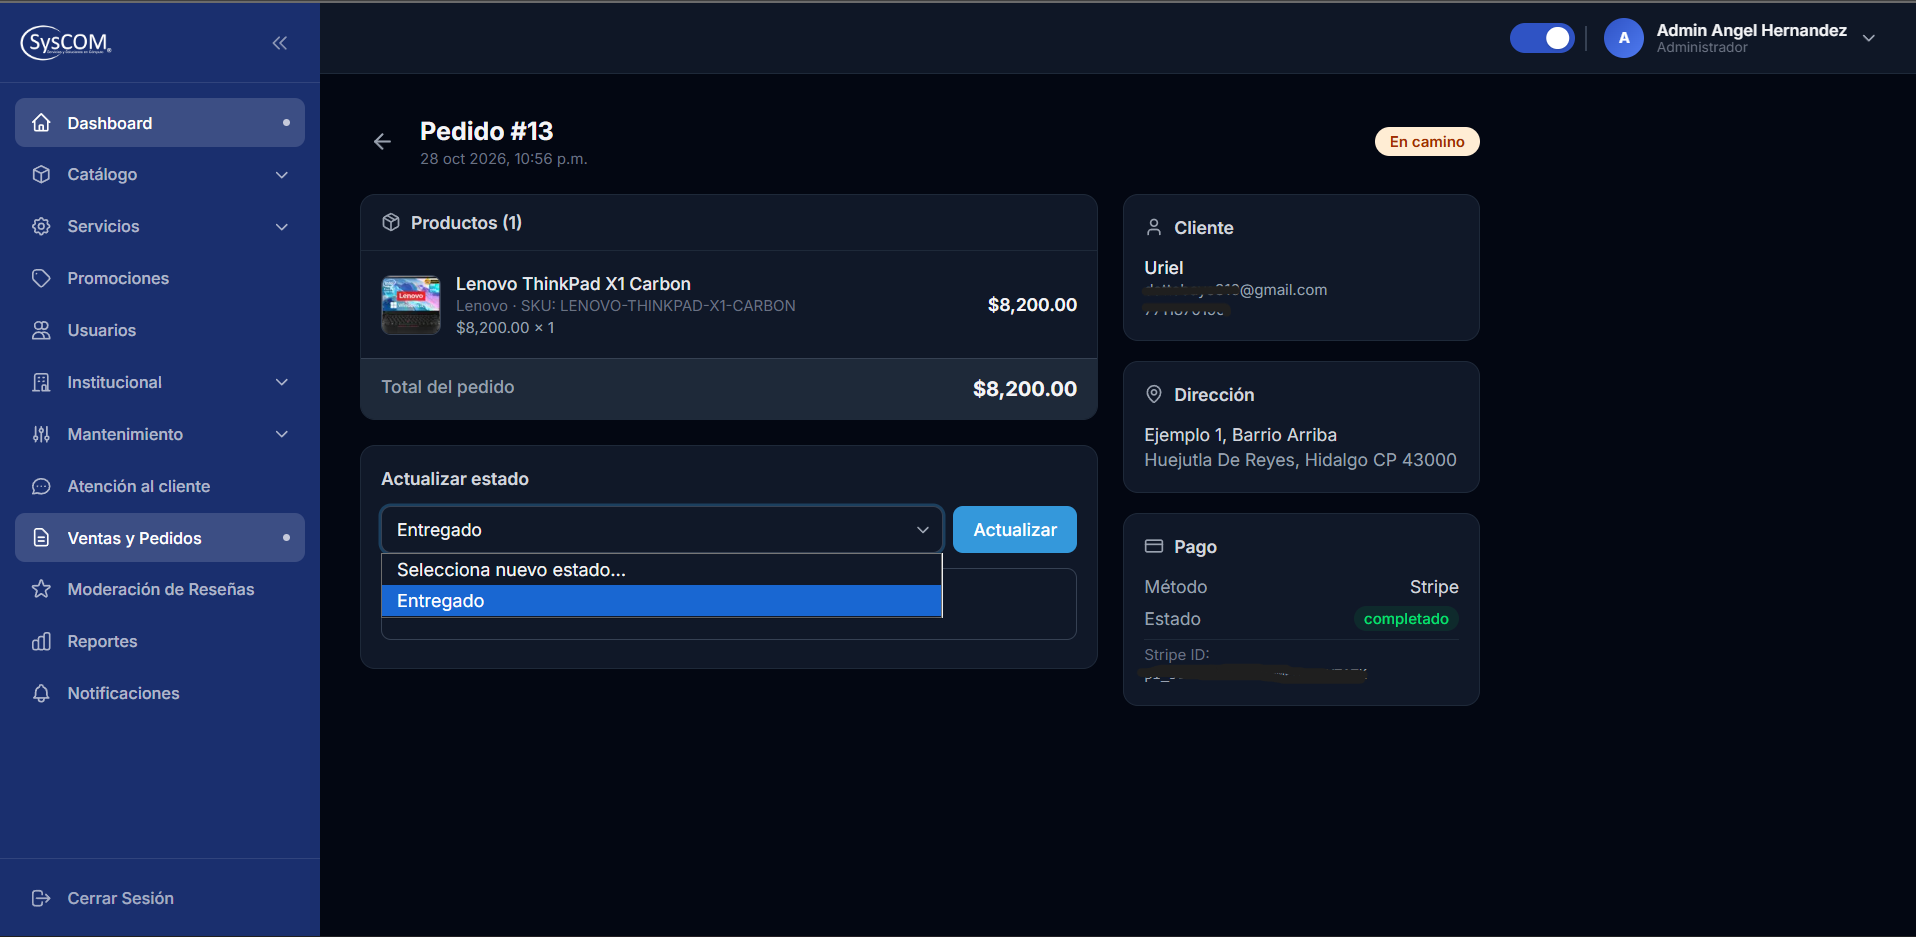 SysCOM
Admin Angel Hernandez
Administrador
A
Dashboard
Catálogo
Servicios
Promociones
Usuarios
Institucional
Mantenimiento
Atención al cliente
Ventas y Pedidos
Moderación de Reseñas
Reportes
Notificaciones
Cerrar Sesión
Pedido #13
28 oct 2026, 10:56 p.m.
En camino
Productos (1)
Lenovo
Lenovo ThinkPad X1 Carbon
Lenovo · SKU: LENOVO-THINKPAD-X1-CARBON
$8,200.00 × 1
$8,200.00
Total del pedido
$8,200.00
Actualizar estado
Entregado
Actualizar
Selecciona nuevo estado...
Entregado
Cliente
Uriel
@gmail.com
Dirección
Ejemplo 1, Barrio Arriba
Huejutla De Reyes, Hidalgo CP 43000
Pago
Método
Stripe
Estado
completado
Stripe ID: